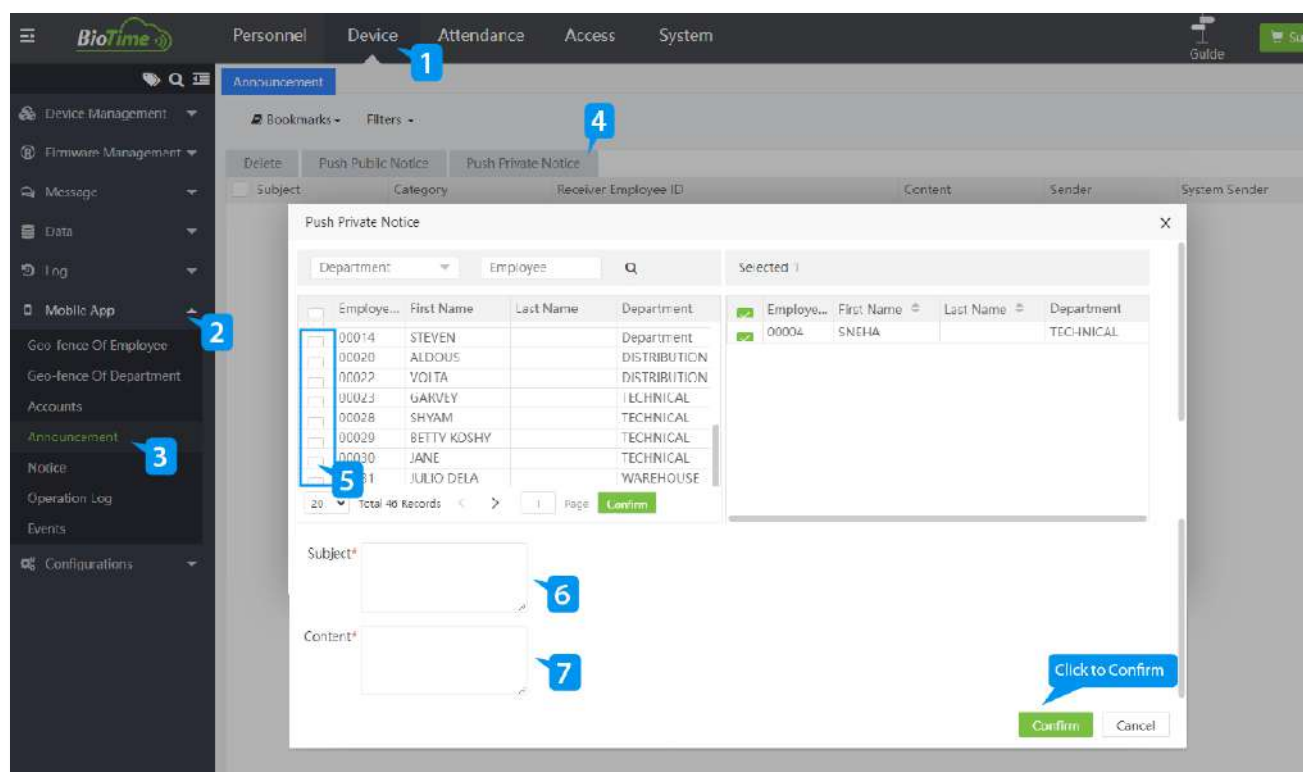 BioTime
Personnel Device Attendance Access System
1
Guide
Su
Announcement
Device Management
Bookmarks Filters
4
Firmware Management
Delete Push Public Notice Push Private Notice
Message
Subject Category Receiver Employee ID Content Sender System Sender
Push Private Notice X
Data
Department Employee Selected 1
Log
Mobile App
2
Employe... First Name Last Name Department
Employe... First Name Last Name Department
00014 STEVEN Department
00004 SNEHA TECHNICAL
00020 ALDOUS DISTRIBUTION
00022 VOLTA DISTRIBUTION
00023 GARVEY TECHNICAL
00028 SHYAM TECHNICAL
00029 BETTY KOSHY TECHNICAL
00030 JANE TECHNICAL
31 JULIO DELA WAREHOUSE
5
20 Total 46 Records < > 1 Page Confirm
Geo-fence Of Employee
Geo-fence Of Department
Accounts
Announcement
3
Notice
Operation Log
Events
Configurations
Subject*
6
Content*
7
Click to Confirm
Confirm Cancel